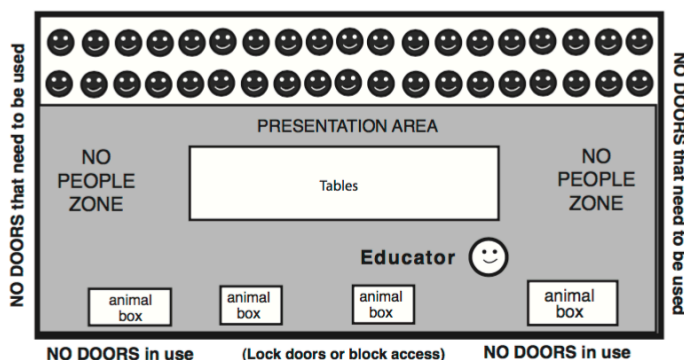 NO DOORS that need to be used
PRESENTATION AREA
NO
PEOPLE
ZONE
Tables
NO
PEOPLE
ZONE
NO DOORS that need to be used
Educator
animal
box
animal
box
animal
box
animal
box
NO DOORS in use
(Lock doors or block access)
NO DOORS in use